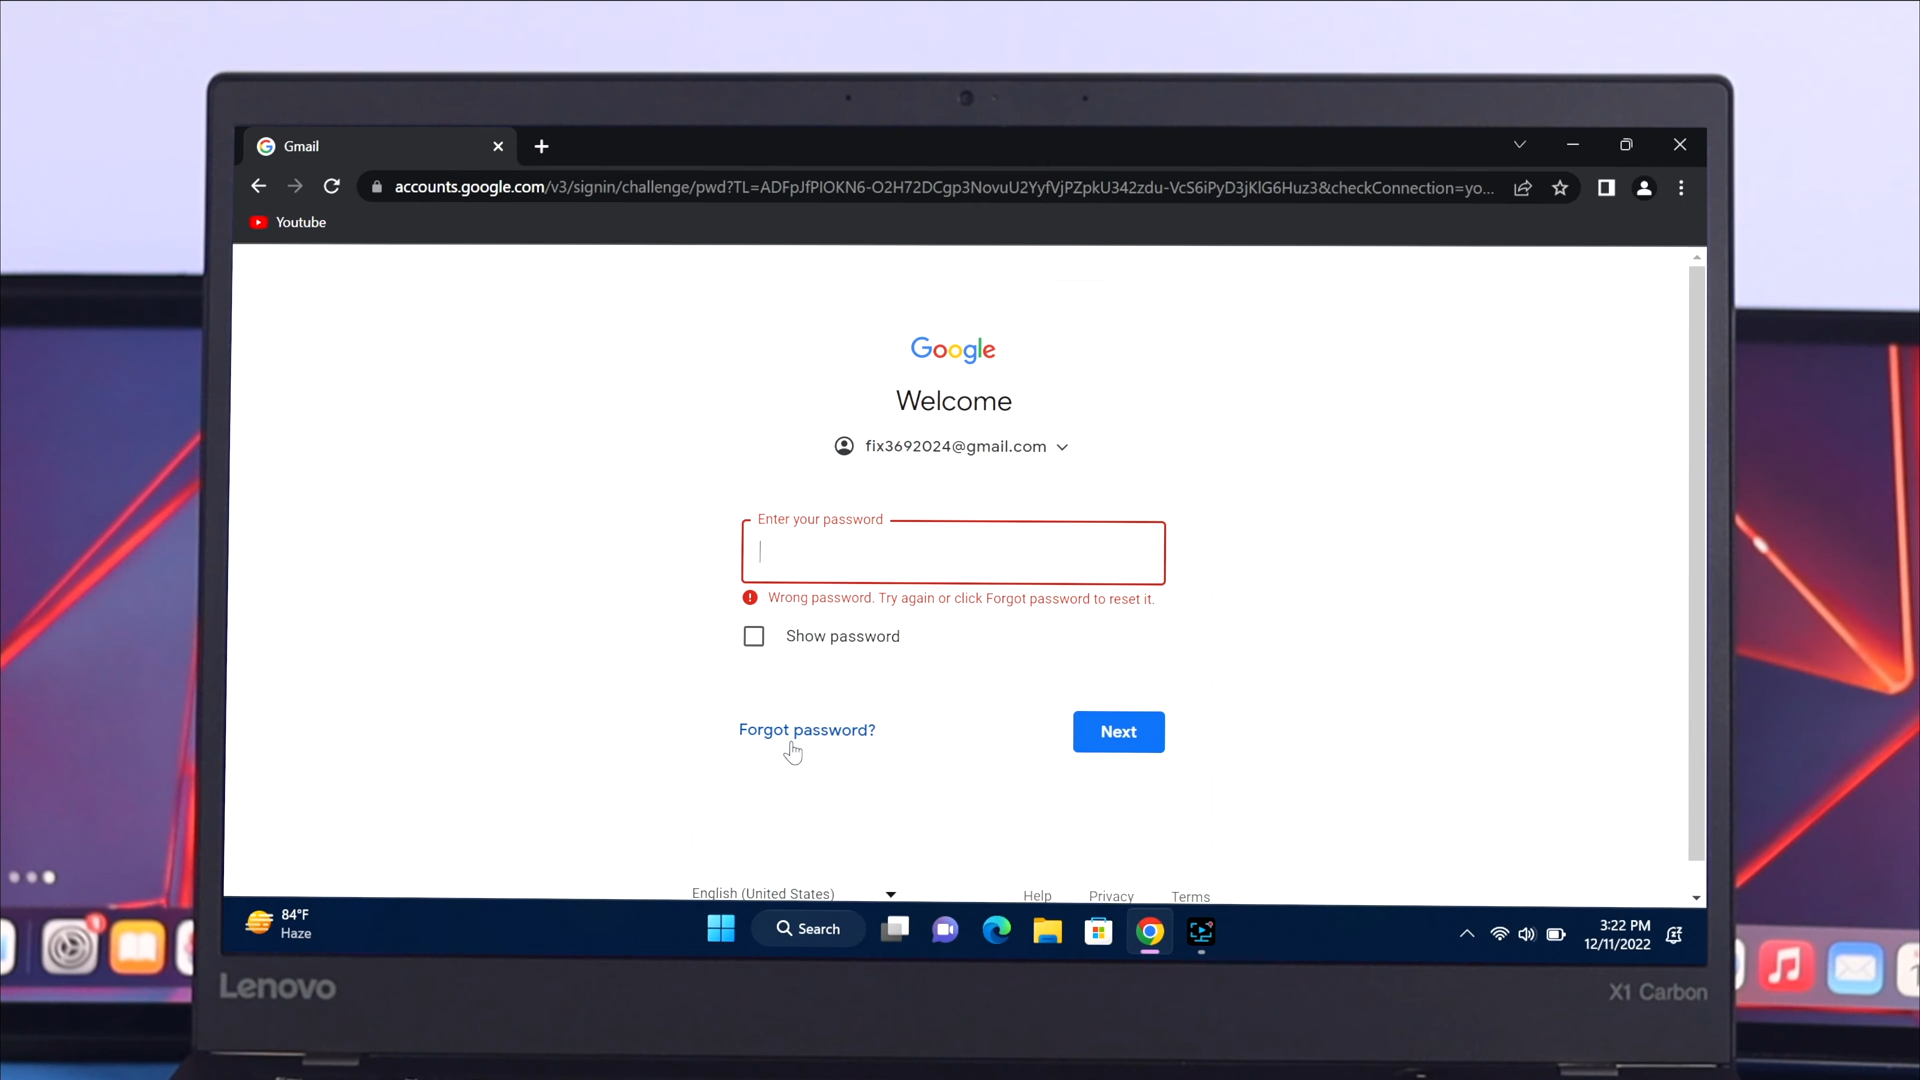 Gmail
accounts.google.com/v3/signin/challenge/pwd?TL=ADFpJfPIOKN6-O2H72DCgp3NovuU2YyfVjPZpkU342zdu-VcS6iPyD3jKlG6Huz3&checkConnection=yo...
Youtube
Google
Welcome
fix3692024@gmail.com
Enter your password
Wrong password. Try again or click Forgot password to reset it.
Show password
Forgot password?
Next
English (United States)
Help Privacy Terms
84°F
Haze
Search
3:22 PM
12/11/2022
Lenovo
X1 Carbon